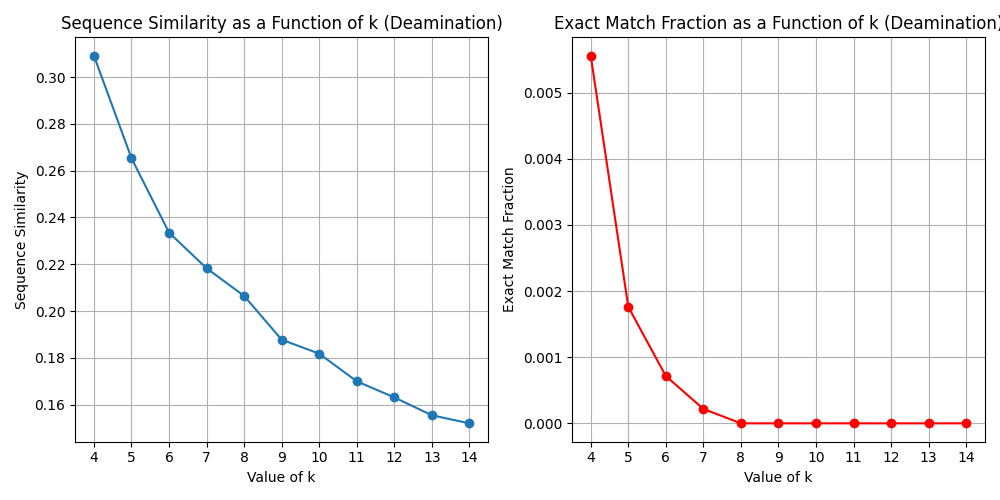 Sequence Similarity as a Function of k (Deamination)
Sequence Similarity
0.30
0.28
0.26
0.24
0.22
0.20
0.18
0.16
4 5 6 7 8 9 10 11 12 13 14
Value of k
Exact Match Fraction as a Function of k (Deamination)
Exact Match Fraction
0.005
0.004
0.003
0.002
0.001
0.000
4 5 6 7 8 9 10 11 12 13 14
Value of k